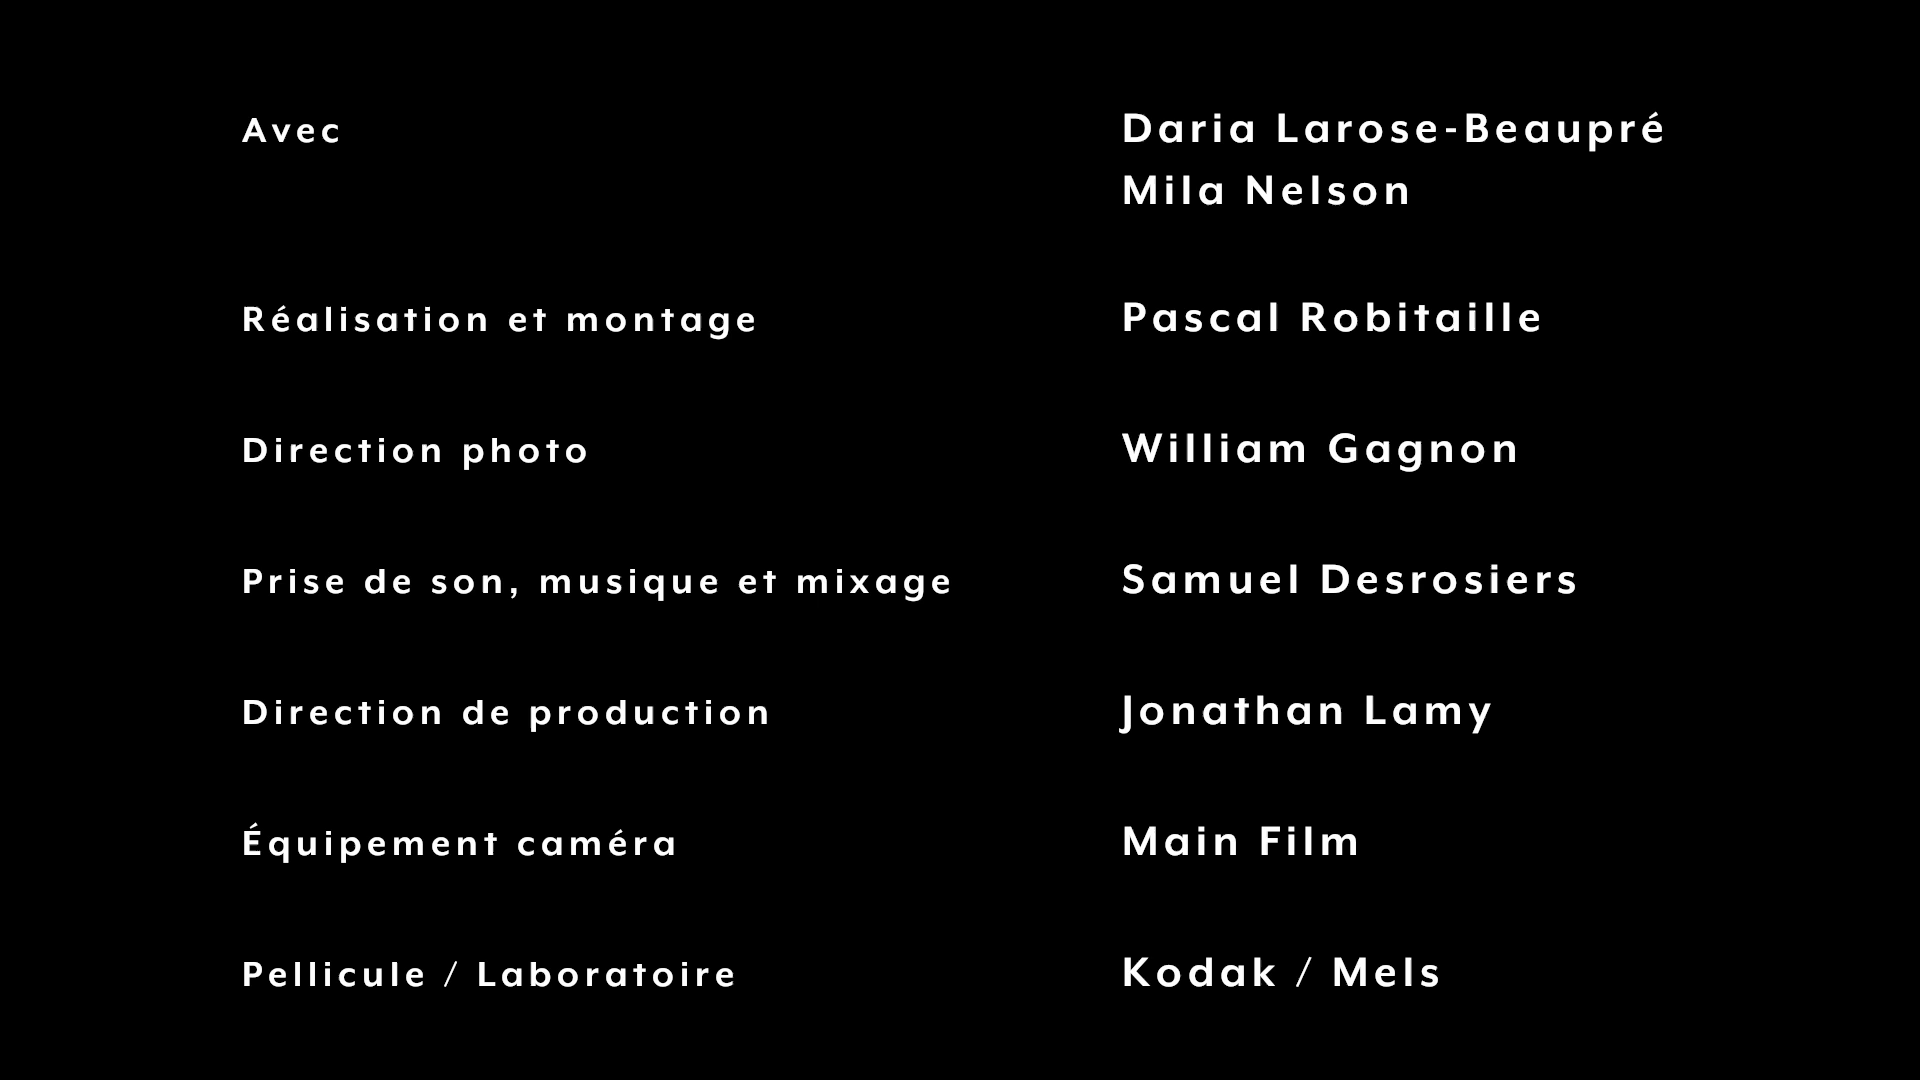 Avec Daria Larose-Beaupré
Mila Nelson
Réalisation et montage Pascal Robitaille
Direction photo William Gagnon
Prise de son, musique et mixage Samuel Desrosiers
Direction de production Jonathan Lamy
Équipement caméra Main Film
Pellicule / Laboratoire Kodak / Mels